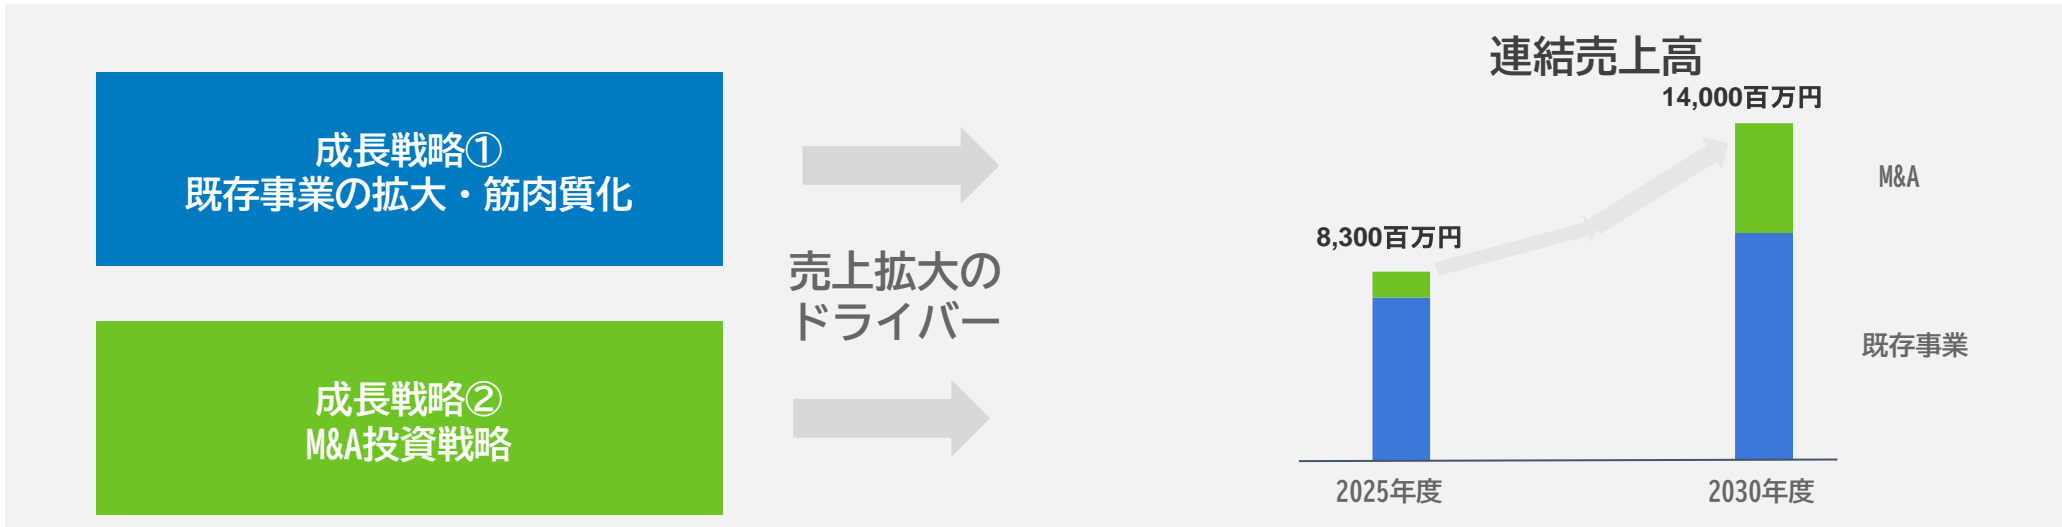 成長戦略①
既存事業の拡大・筋肉質化
成長戦略②
M&A投資戦略
売上拡大の
ドライバー
連結売上高
14,000百万円
8,300百万円
M&A
既存事業
2025年度
2030年度